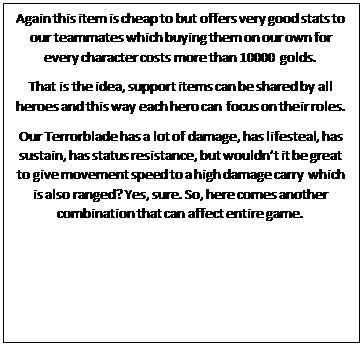 Again this item is cheap to but offers very good stats to
our teammates which buying them on our own for
every character costs more than 10000 golds.
That is the idea, support items can be shared by all
heroes and this way each hero can focus on their roles.
Our Terrorblade has a lot of damage, has lifesteal, has
sustain, has status resistance, but wouldn't it be great
to give movement speed to a high damage carry which
is also ranged? Yes, sure. So, here comes another
combination that can affect entire game.